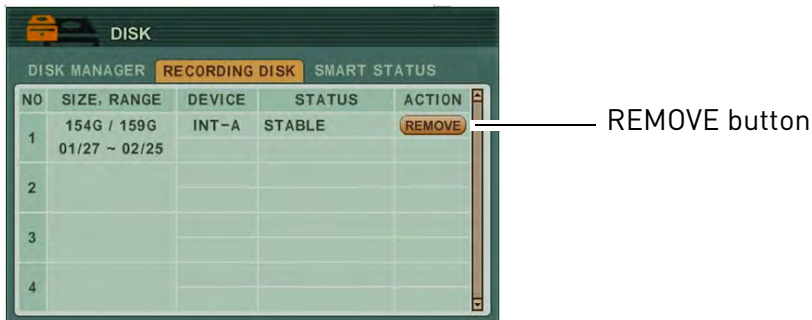 DISK
DISK MANAGER RECORDING DISK SMART STATUS
NO SIZE, RANGE DEVICE STATUS ACTION
1 154G / 159G INT-A STABLE REMOVE
01/27 ~ 02/25
2
3
4
REMOVE button